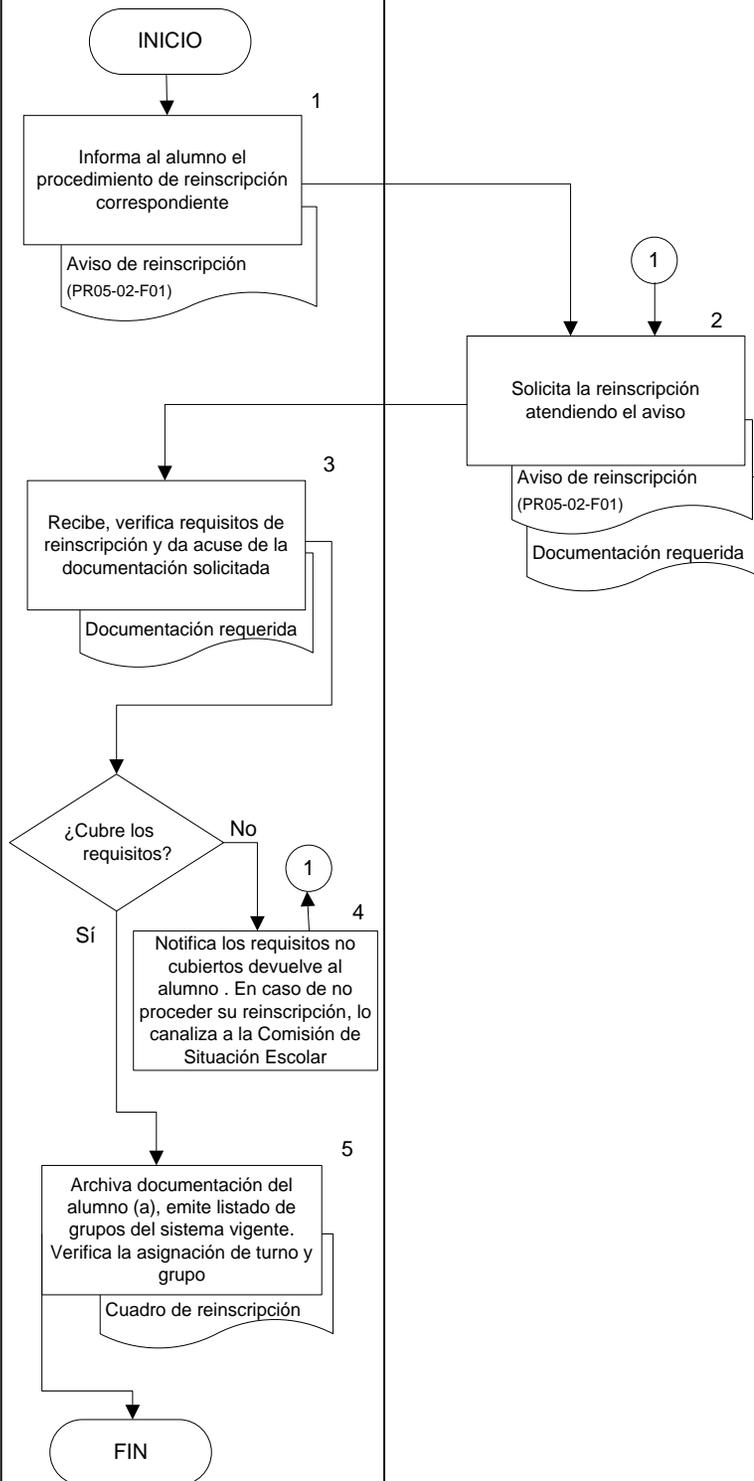 INICIO
1
Informa al alumno el
procedimiento de reinscripción
correspondiente
Aviso de reinscripción
(PR05-02-F01)
1
2
Solicita la reinscripción
atendiendo el aviso
Aviso de reinscripción
(PR05-02-F01)
Documentación requerida
3
Recibe, verifica requisitos de
reinscripción y da acuse de la
documentación solicitada
Documentación requerida
¿Cubre los
requisitos?
No
Sí
1
4
Notifica los requisitos no
cubiertos devuelve al
alumno . En caso de no
proceder su reinscripción, lo
canaliza a la Comisión de
Situación Escolar
5
Archiva documentación del
alumno (a), emite listado de
grupos del sistema vigente.
Verifica la asignación de turno y
grupo
Cuadro de reinscripción
FIN